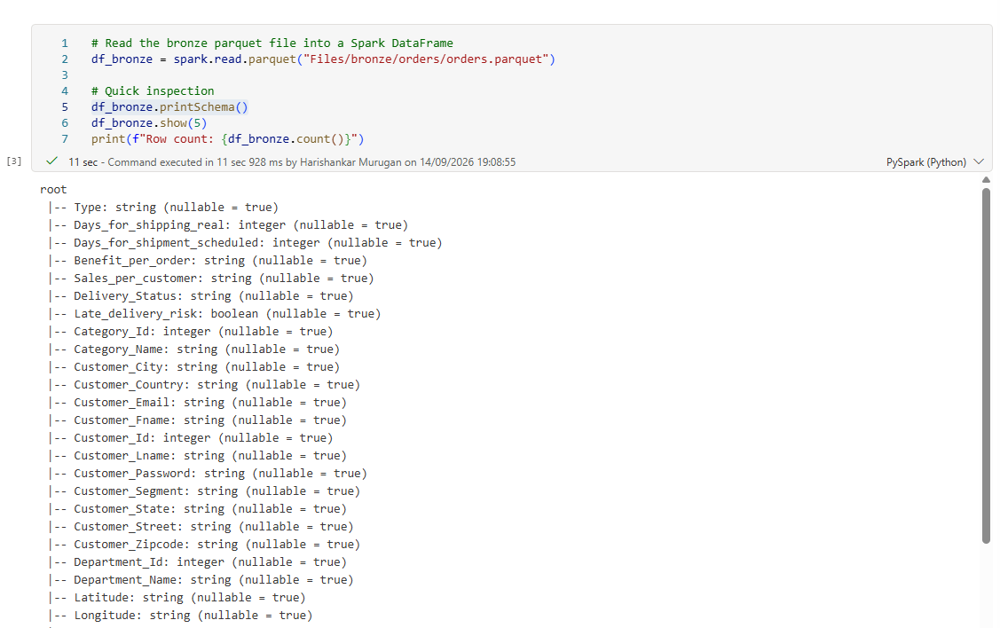 1 # Read the bronze parquet file into a Spark DataFrame
2 df_bronze = spark.read.parquet("Files/bronze/orders/orders.parquet")
3
4 # Quick inspection
5 df_bronze.printSchema()
6 df_bronze.show(5)
7 print(f"Row count: {df_bronze.count()}")
[3] 11 sec - Command executed in 11 sec 928 ms by Harishankar Murugan on 14/09/2026 19:08:55 PySpark (Python)
root
|-- Type: string (nullable = true)
|-- Days_for_shipping_real: integer (nullable = true)
|-- Days_for_shipment_scheduled: integer (nullable = true)
|-- Benefit_per_order: string (nullable = true)
|-- Sales_per_customer: string (nullable = true)
|-- Delivery_Status: string (nullable = true)
|-- Late_delivery_risk: boolean (nullable = true)
|-- Category_Id: integer (nullable = true)
|-- Category_Name: string (nullable = true)
|-- Customer_City: string (nullable = true)
|-- Customer_Country: string (nullable = true)
|-- Customer_Email: string (nullable = true)
|-- Customer_Fname: string (nullable = true)
|-- Customer_Id: integer (nullable = true)
|-- Customer_Lname: string (nullable = true)
|-- Customer_Password: string (nullable = true)
|-- Customer_Segment: string (nullable = true)
|-- Customer_State: string (nullable = true)
|-- Customer_Street: string (nullable = true)
|-- Customer_Zipcode: string (nullable = true)
|-- Department_Id: integer (nullable = true)
|-- Department_Name: string (nullable = true)
|-- Latitude: string (nullable = true)
|-- Longitude: string (nullable = true)